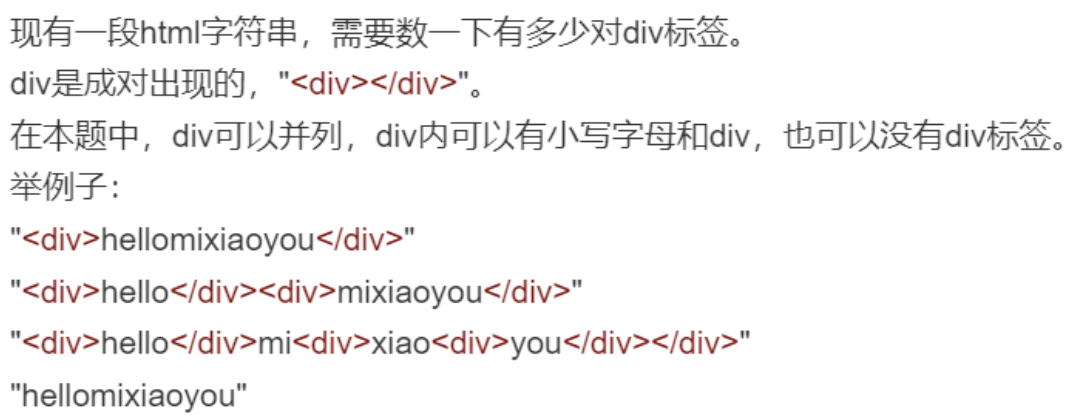 现有一段html字符串，需要数一下有多少对div标签。
div是成对出现的，"<div></div>"。
在本题中，div可以并列，div内可以有小写字母和div，也可以没有div标签。
举例子：
"<div>hellomixiaoyou</div>"
"<div>hello</div><div>mixiaoyou</div>"
"<div>hello</div>mi<div>xiao<div>you</div></div>"
"hellomixiaoyou"